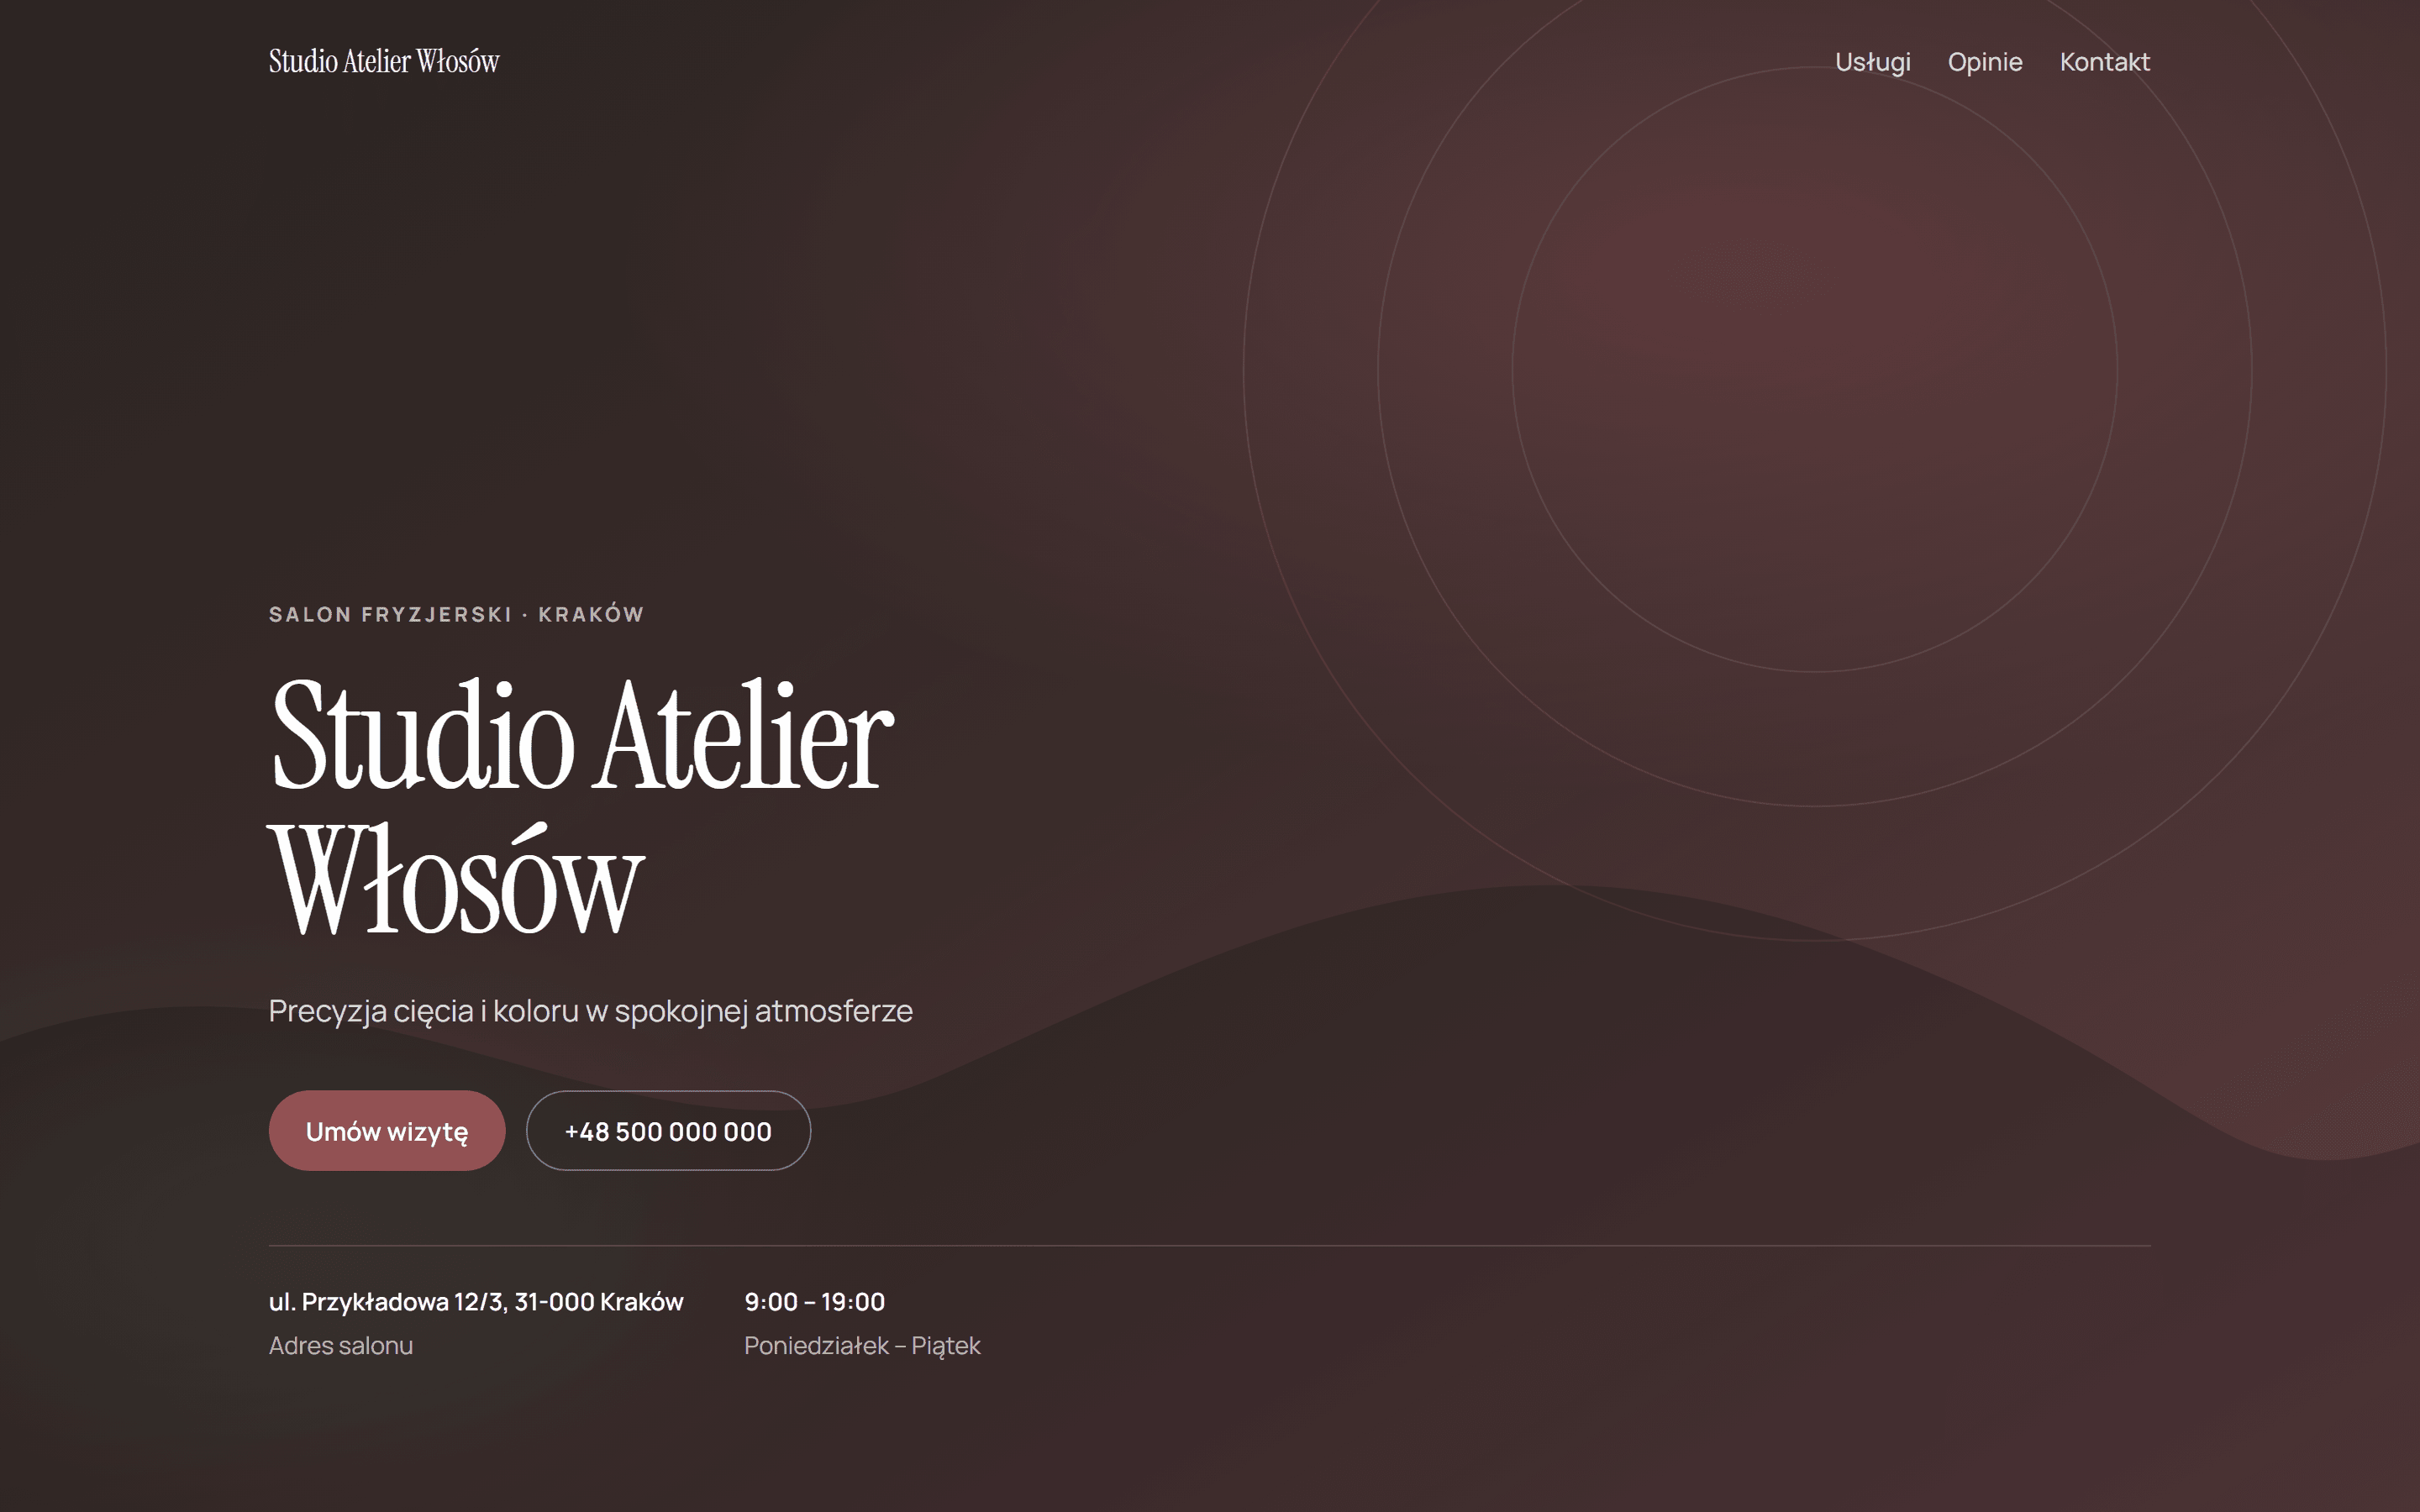 Studio Atelier Włosów
Usługi Opinie Kontakt
SALON FRYZJERSKI · KRAKÓW
Studio Atelier
Włosów
Precyzja cięcia i koloru w spokojnej atmosferze
Umów wizytę
+48 500 000 000
ul. Przykładowa 12/3, 31-000 Kraków
Adres salonu
9:00 – 19:00
Poniedziałek – Piątek